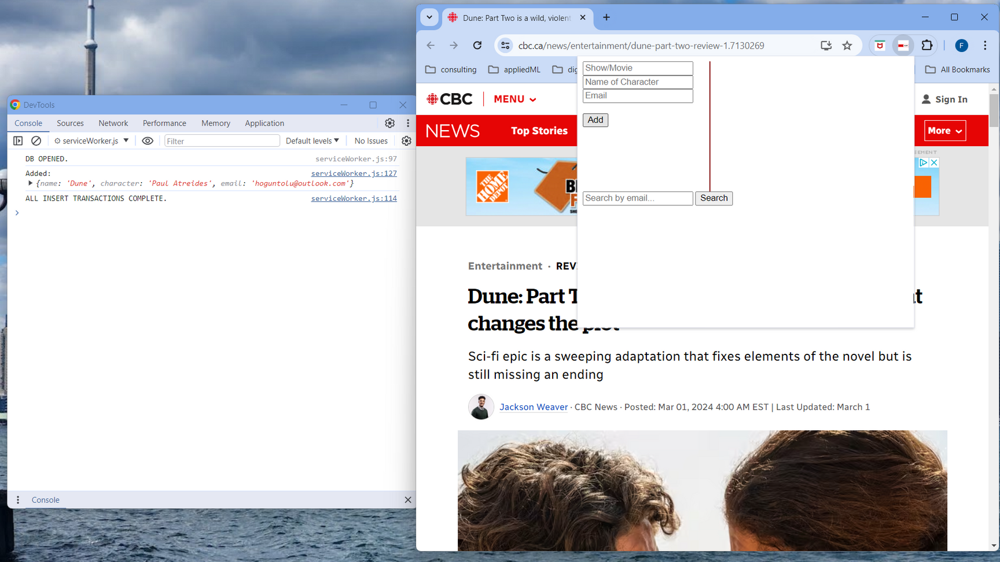 DevTools
Console Sources Network Performance Memory Application
serviceWorker.js Filter Default levels No Issues
DB OPENED. serviceWorker.js:97
Added: serviceWorker.js:127
{name: 'Dune', character: 'Paul Atreides', email: 'hoguntolu@outlook.com'}
ALL INSERT TRANSACTIONS COMPLETE. serviceWorker.js:114
Console
Dune: Part Two is a wild, violent
cbc.ca/news/entertainment/dune-part-two-review-1.7130269
F
consulting appliedML All Bookmarks
Show/Movie
Name of Character
Email
Add
Search by email... Search
CBC MENU Sign In
NEWS Top Stories More
THE HOME DEPOT
Entertainment · REV
Dune: Part
changes the plot
Sci-fi epic is a sweeping adaptation that fixes elements of the novel but is
still missing an ending
Jackson Weaver · CBC News · Posted: Mar 01, 2024 4:00 AM EST | Last Updated: March 1